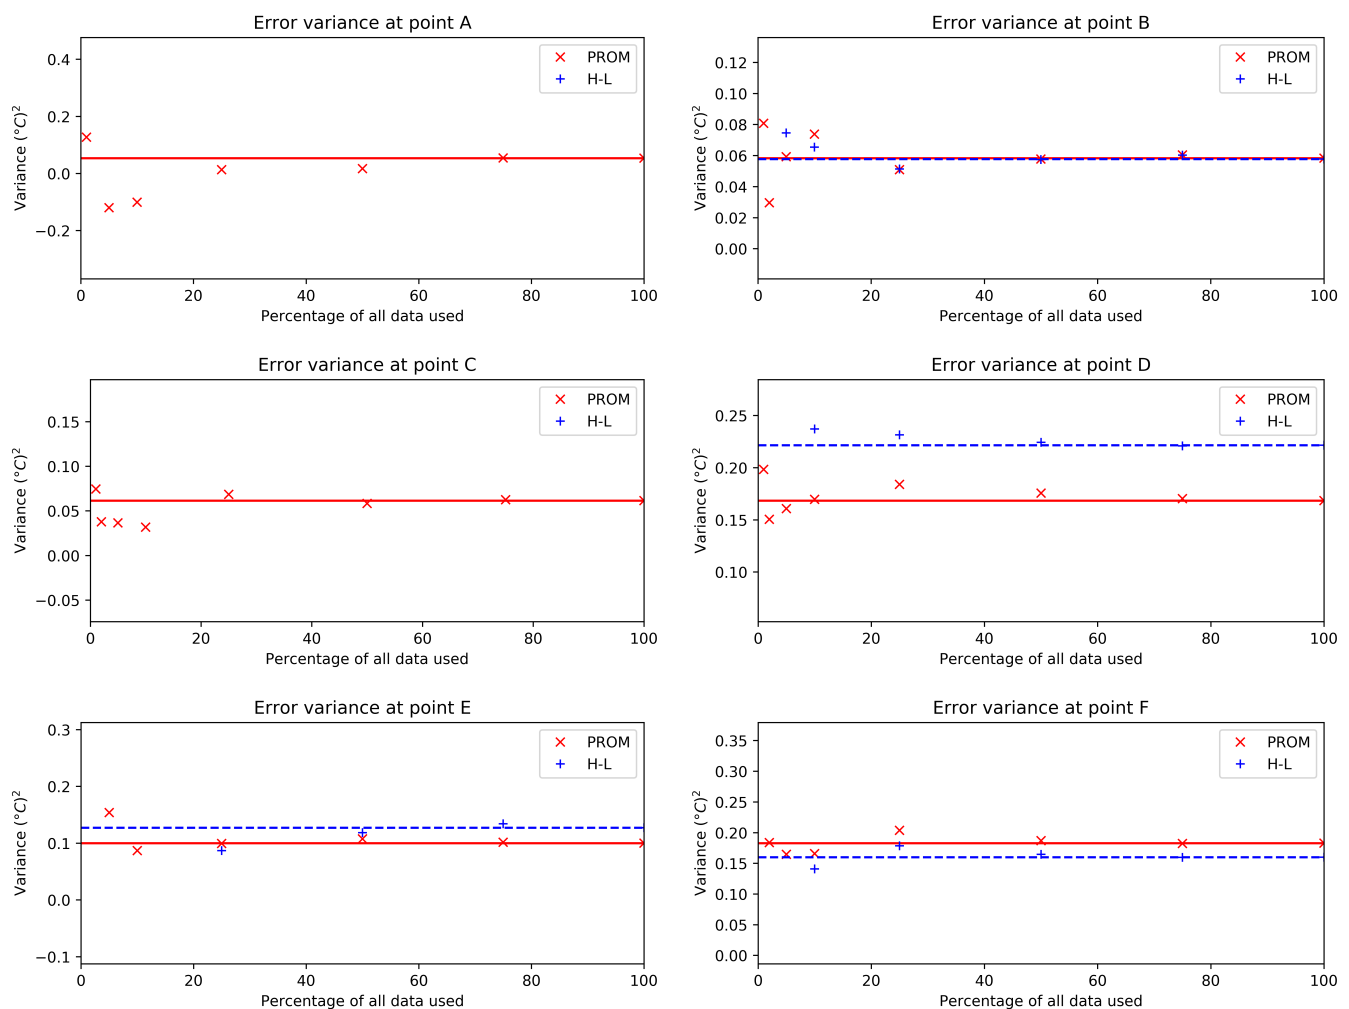 Error variance at point A
Variance (°C)²
0.4
0.2
0.0
−0.2
PROM
H-L
0 20 40 60 80 100
Percentage of all data used
Error variance at point B
Variance (°C)²
0.12
0.10
0.08
0.06
0.04
0.02
0.00
PROM
H-L
0 20 40 60 80 100
Percentage of all data used
Error variance at point C
Variance (°C)²
0.15
0.10
0.05
0.00
−0.05
PROM
H-L
0 20 40 60 80 100
Percentage of all data used
Error variance at point D
Variance (°C)²
0.25
0.20
0.15
0.10
PROM
H-L
0 20 40 60 80 100
Percentage of all data used
Error variance at point E
Variance (°C)²
0.3
0.2
0.1
0.0
−0.1
PROM
H-L
0 20 40 60 80 100
Percentage of all data used
Error variance at point F
Variance (°C)²
0.35
0.30
0.25
0.20
0.15
0.10
0.05
0.00
PROM
H-L
0 20 40 60 80 100
Percentage of all data used